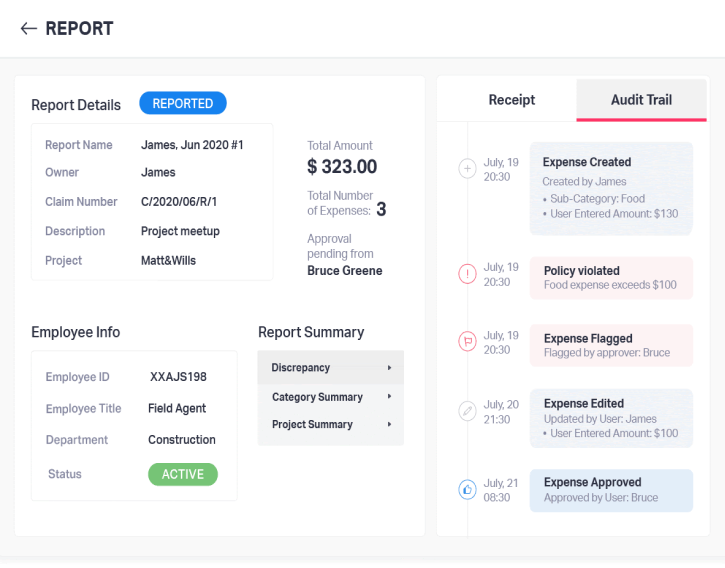 REPORT
Report Details REPORTED
Report Name James, Jun 2020 #1
Owner James
Claim Number C/2020/06/R/1
Description Project meetup
Project Matt&Wills
Total Amount
$ 323.00
Total Number
of Expenses: 3
Approval
pending from
Bruce Greene
Employee Info
Employee ID XXAJS198
Employee Title Field Agent
Department Construction
Status ACTIVE
Report Summary
Discrepancy
Category Summary
Project Summary
Receipt Audit Trail
July, 19
20:30
Expense Created
Created by James
• Sub-Category: Food
• User Entered Amount: $130
July, 19
20:30
Policy violated
Food expense exceeds $100
July, 19
20:30
Expense Flagged
Flagged by approver: Bruce
July, 20
21:30
Expense Edited
Updated by User: James
• User Entered Amount: $100
July, 21
08:30
Expense Approved
Approved by User: Bruce